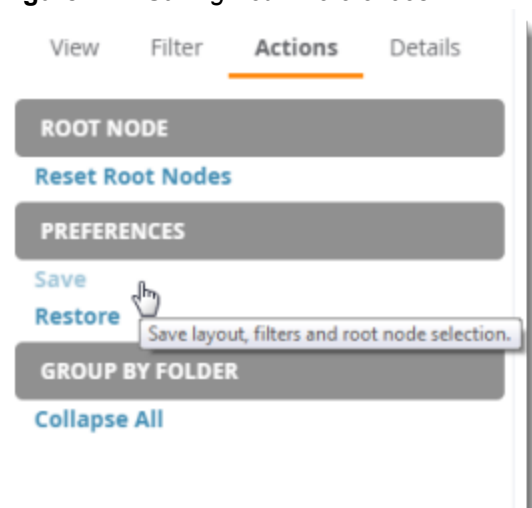 View Filter Actions Details
ROOT NODE
Reset Root Nodes
PREFERENCES
Save
Restore
Save layout, filters and root node selection.
GROUP BY FOLDER
Collapse All